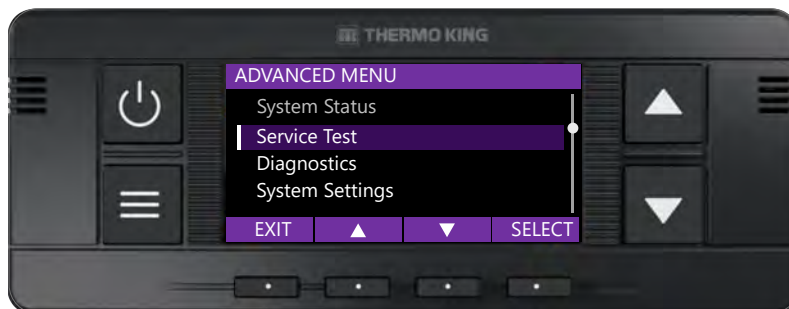 THERMO KING
ADVANCED MENU
System Status
Service Test
Diagnostics
System Settings
EXIT ▲ ▼ SELECT